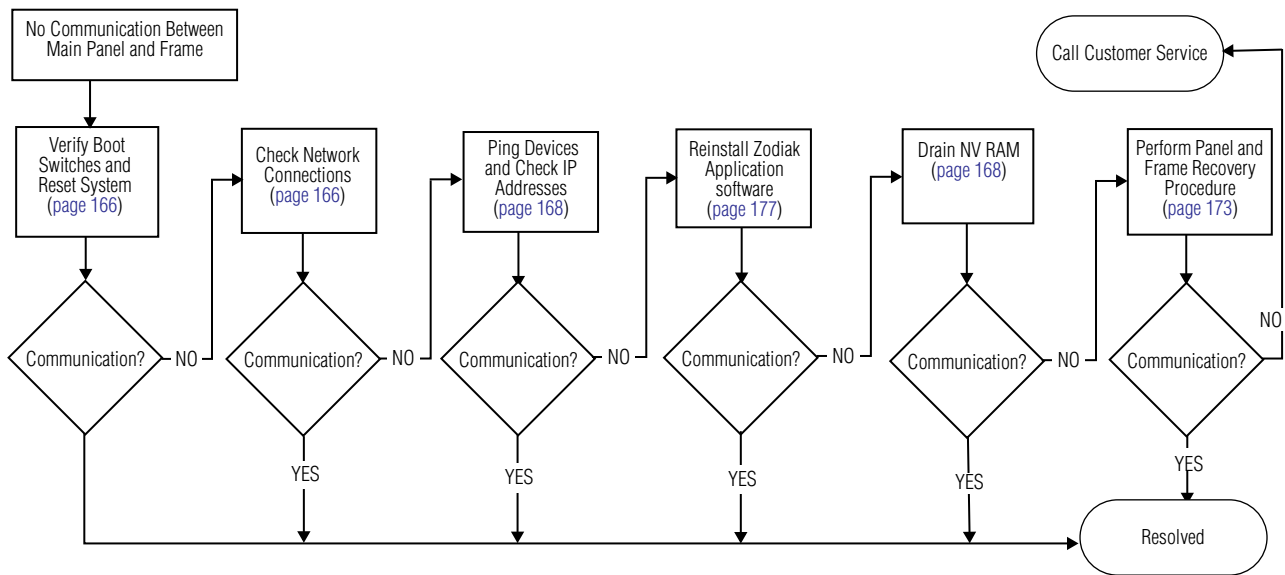 No Communication Between
Main Panel and Frame
Call Customer Service
Verify Boot
Switches and
Reset System
(page 166)
Check Network
Connections
(page 166)
Ping Devices
and Check IP
Addresses
(page 168)
Reinstall Zodiak
Application
software
(page 177)
Drain NV RAM
(page 168)
Perform Panel and
Frame Recovery
Procedure
(page 173)
Communication?
NO
Communication?
NO
Communication?
NO
Communication?
NO
Communication?
NO
Communication?
NO
YES
YES
YES
YES
YES
Resolved